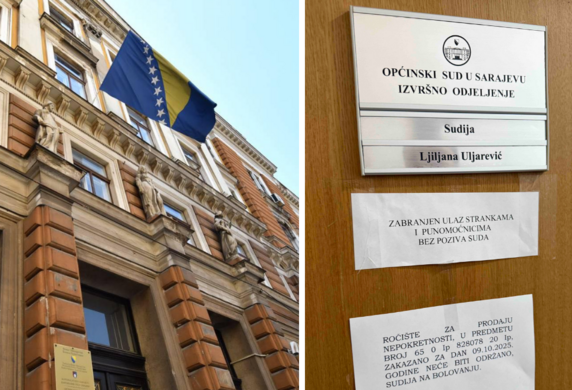 OPĆINSKI SUD U SARAJEVU
IZVRŠNO ODJELJENJE
Sudija
Ljiljana Uljarević
ZABRANJEN ULAZ STRANKAMA
I PUNOMOĆNICIMA
BEZ POZIVA SUDA
ROČIŠTE ZA PRODAJU
NEPOKRETNOSTI, U PREDMETU
BROJ 65 0 Ip 828078 20 Ip,
ZAKAZANO ZA DAN 09.10.2025.
GODINE NEĆE BITI ODRŽANO,
SUDIJA NA BOLOVANJU.